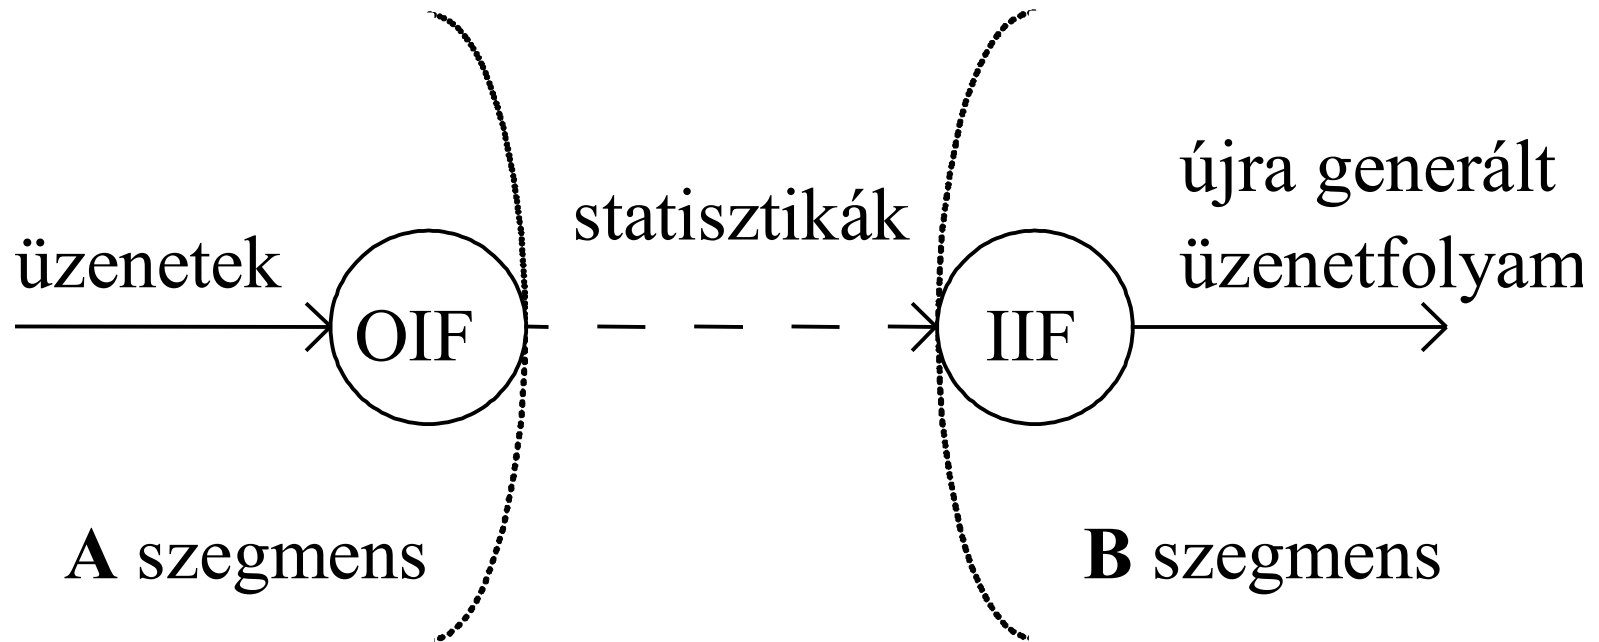 üzenetek
OIF
statisztikák
IIF
újra generált
üzenetfolyam
A szegmens
B szegmens